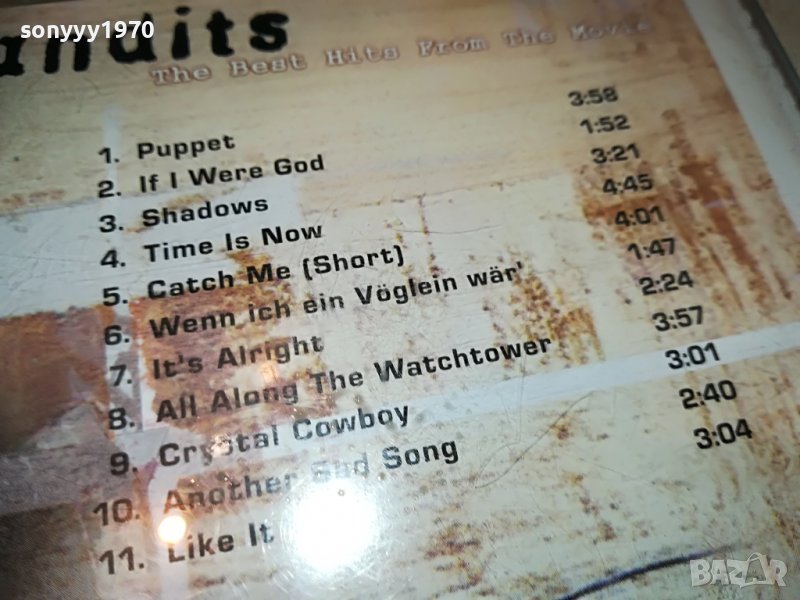 sonyyy1970
andits
The Best Hits From The Movie
1. Puppet 3:58
2. If I Were God 1:52
3. Shadows 3:21
4. Time Is Now 4:45
5. Catch Me (Short) 4:01
6. Wenn ich ein Vöglein wär' 1:47
7. It's Alright 2:24
8. All Along The Watchtower 3:57
9. Crystal Cowboy 3:01
10. Another Sad Song 2:40
11. Like It 3:04
BAZAR